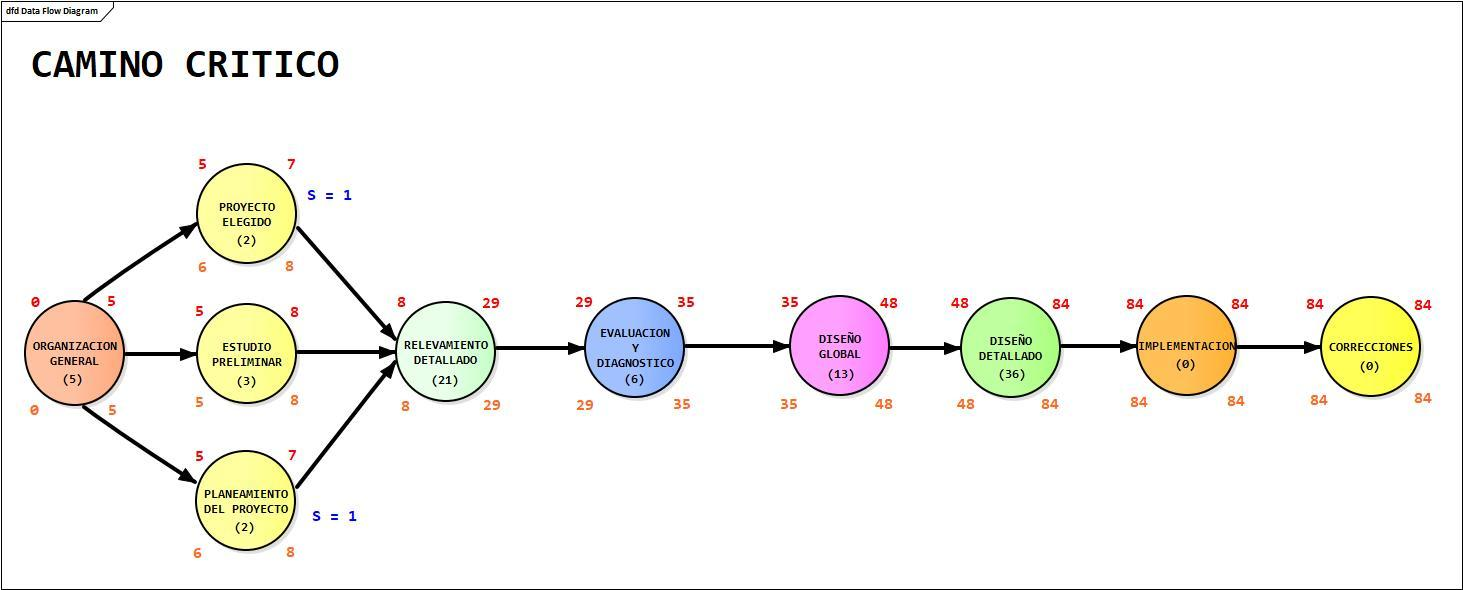 dfd Data Flow Diagram
CAMINO CRITICO
5 7
S = 1
PROYECTO
ELEGIDO
(2)
6 8
0 5
ORGANIZACION
GENERAL
(5)
0 5
5 8
ESTUDIO
PRELIMINAR
(3)
5 8
5 7
PLANEAMIENTO
DEL PROYECTO
(2)
S = 1
6 8
8 29
RELEVAMIENTO
DETALLADO
(21)
8 29
29 35
EVALUACION
Y
DIAGNOSTICO
(6)
29 35
35 48
DISEÑO
GLOBAL
(13)
35 48
48 84
DISEÑO
DETALLADO
(36)
48 84
84 84
IMPLEMENTACION
(0)
84 84
84 84
CORRECCIONES
(0)
84 84